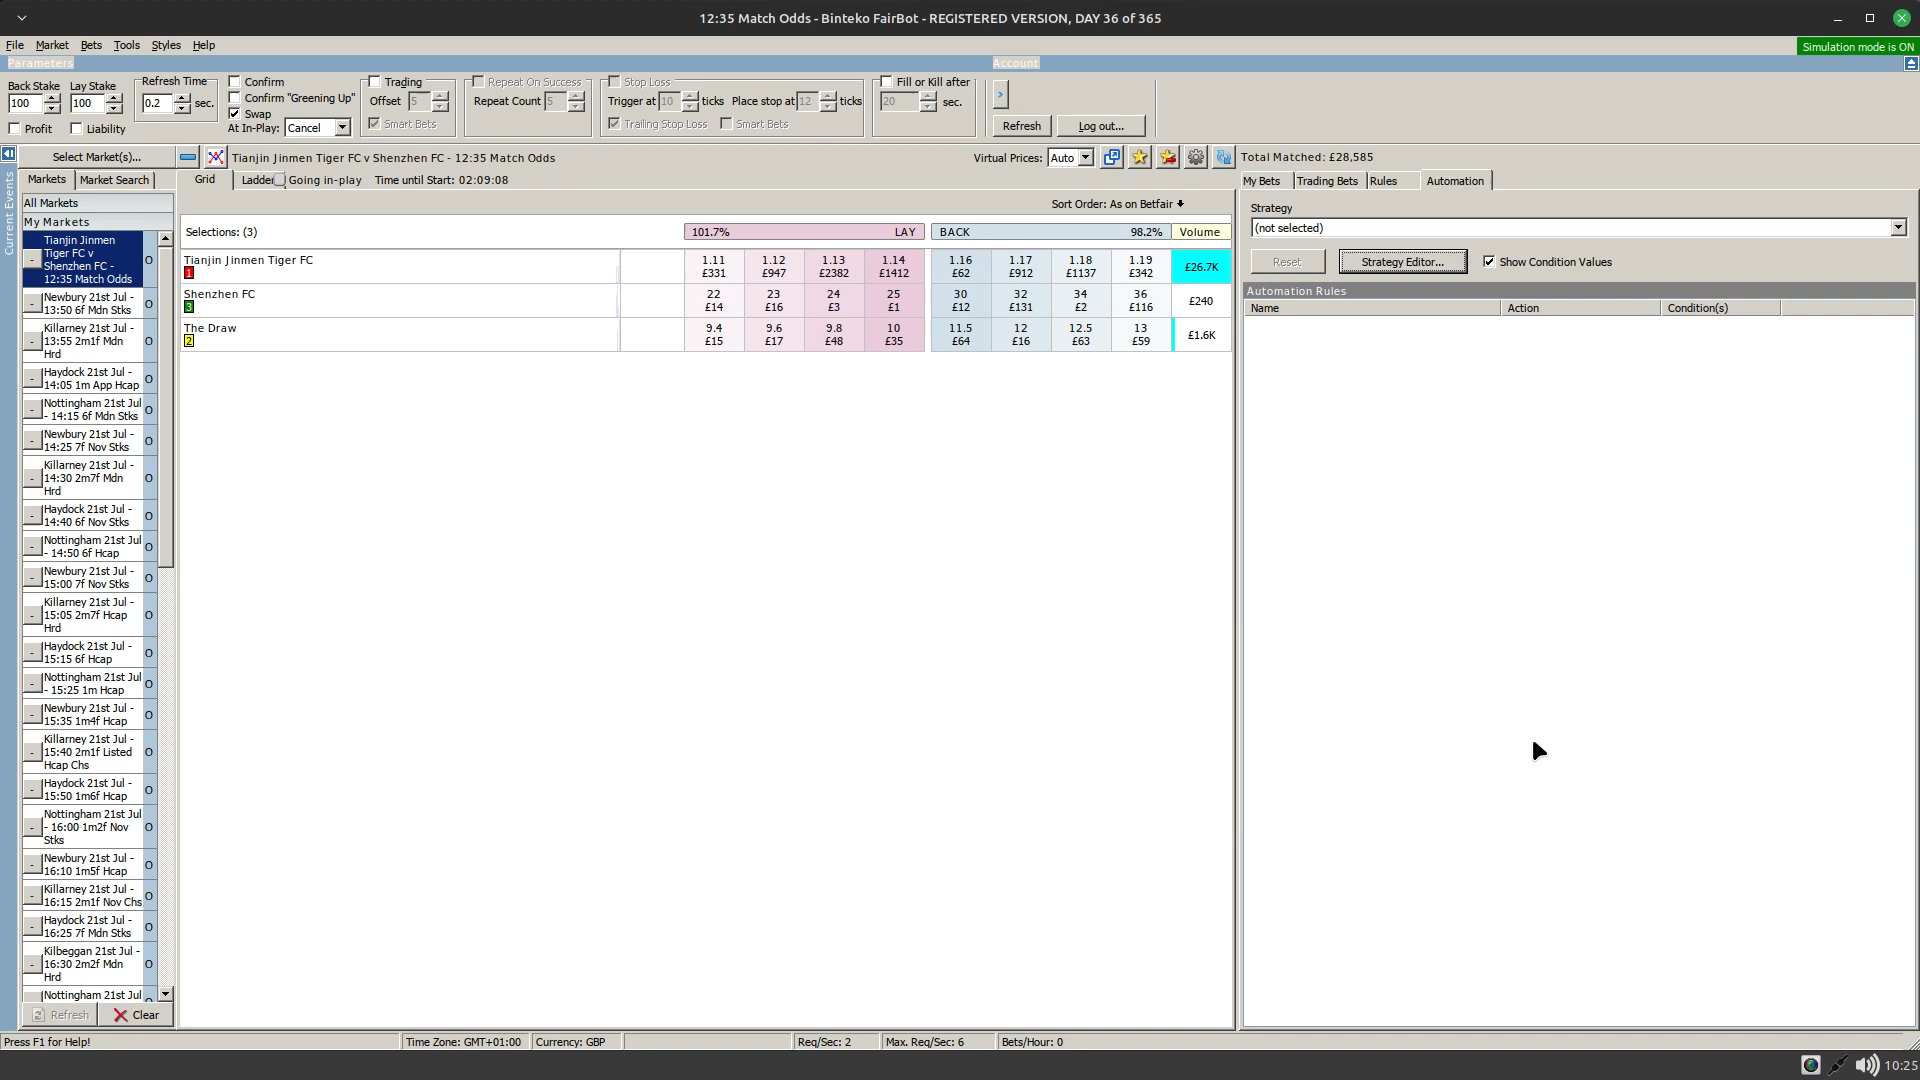 12:35 Match Odds - Binteko FairBot - REGISTERED VERSION, DAY 36 of 365
File Market Bets Tools Styles Help
Simulation mode is ON
Parameters
Account
Back Stake
100
Lay Stake
100
Profit
Liability
Refresh Time
0.2 sec.
Confirm
Confirm "Greening Up"
Swap
At In-Play: Cancel
Trading
Offset 5
Smart Bets
Repeat On Success
Repeat Count 5
Stop Loss
Trigger at 10 ticks Place stop at 12 ticks
Trailing Stop Loss Smart Bets
Fill or Kill after
20 sec.
Refresh Log out...
Select Market(s)...
Tianjin Jinmen Tiger FC v Shenzhen FC - 12:35 Match Odds
Virtual Prices: Auto
Total Matched: £28,585
Current Events
Markets Market Search
Grid Ladder Going in-play Time until Start: 02:09:08
My Bets Trading Bets Rules Automation
All Markets
My Markets
Tianjin Jinmen
Tiger FC v
Shenzhen FC -
12:35 Match Odds
O
- Newbury 21st Jul -
13:50 6f Mdn Stks
O
- Killarney 21st Jul -
13:55 2m1f Mdn
Hrd
O
- Haydock 21st Jul -
14:05 1m App Hcap
O
- Nottingham 21st Jul
- 14:15 6f Mdn Stks
O
- Newbury 21st Jul -
14:25 7f Nov Stks
O
- Killarney 21st Jul -
14:30 2m7f Mdn
Hrd
O
- Haydock 21st Jul -
14:40 6f Nov Stks
O
- Nottingham 21st Jul
- 14:50 6f Hcap
O
- Newbury 21st Jul -
15:00 7f Nov Stks
O
- Killarney 21st Jul -
15:05 2m7f Hcap
Hrd
O
- Haydock 21st Jul -
15:15 6f Hcap
O
- Nottingham 21st Jul
- 15:25 1m Hcap
O
- Newbury 21st Jul -
15:35 1m4f Hcap
O
- Killarney 21st Jul -
15:40 2m1f Listed
Hcap Chs
O
- Haydock 21st Jul -
15:50 1m6f Hcap
O
- Nottingham 21st Jul
- 16:00 1m2f Nov
Stks
O
- Newbury 21st Jul -
16:10 1m5f Hcap
O
- Killarney 21st Jul -
16:15 2m1f Nov Chs
O
- Haydock 21st Jul -
16:25 7f Mdn Stks
O
- Kilbeggan 21st Jul -
16:30 2m2f Mdn
Hrd
O
Nottingham 21st Jul
Refresh Clear
Sort Order: As on Betfair
Selections: (3) 101.7% LAY BACK 98.2% Volume
Tianjin Jinmen Tiger FC 1.11 1.12 1.13 1.14 1.16 1.17 1.18 1.19 £26.7K
1 £331 £947 £2382 £1412 £62 £912 £1137 £342
Shenzhen FC 22 23 24 25 30 32 34 36 £240
3 £14 £16 £3 £1 £12 £131 £2 £116
The Draw 9.4 9.6 9.8 10 11.5 12 12.5 13 £1.6K
2 £15 £17 £48 £35 £64 £16 £63 £59
Strategy
(not selected)
Reset Strategy Editor... Show Condition Values
Automation Rules
Name Action Condition(s)
Press F1 for Help! Time Zone: GMT+01:00 Currency: GBP Req/Sec: 2 Max. Req/Sec: 6 Bets/Hour: 0
10:25